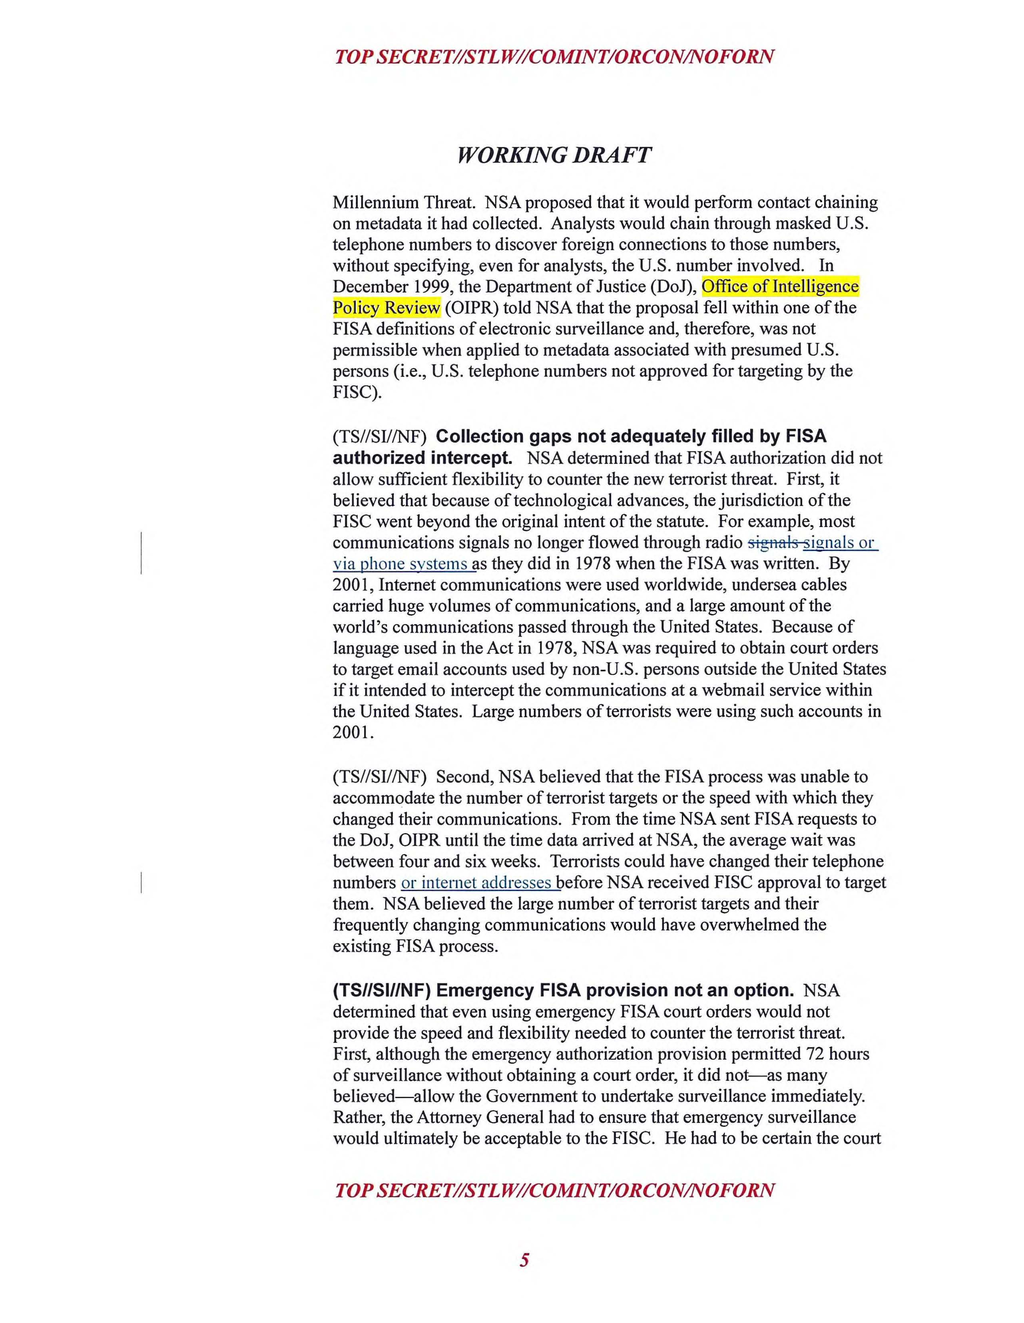 TOP SECRET//STLW//COMINT/ORCON/NOFORN
WORKING DRAFT
Millennium Threat. NSA proposed that it would perform contact chaining
on metadata it had collected. Analysts would chain through masked U.S.
telephone numbers to discover foreign connections to those numbers,
without specifying, even for analysts, the U.S. number involved. In
December 1999, the Department of Justice (DoJ), Office of Intelligence
Policy Review (OIPR) told NSA that the proposal fell within one of the
FISA definitions of electronic surveillance and, therefore, was not
permissible when applied to metadata associated with presumed U.S.
persons (i.e., U.S. telephone numbers not approved for targeting by the
FISC).
(TS//SI//NF) Collection gaps not adequately filled by FISA
authorized intercept. NSA determined that FISA authorization did not
allow sufficient flexibility to counter the new terrorist threat. First, it
believed that because of technological advances, the jurisdiction of the
FISC went beyond the original intent of the statute. For example, most
communications signals no longer flowed through radio signals signals or
via phone systems as they did in 1978 when the FISA was written. By
2001, Internet communications were used worldwide, undersea cables
carried huge volumes of communications, and a large amount of the
world's communications passed through the United States. Because of
language used in the Act in 1978, NSA was required to obtain court orders
to target email accounts used by non-U.S. persons outside the United States
if it intended to intercept the communications at a webmail service within
the United States. Large numbers of terrorists were using such accounts in
2001.
(TS//SI//NF) Second, NSA believed that the FISA process was unable to
accommodate the number of terrorist targets or the speed with which they
changed their communications. From the time NSA sent FISA requests to
the DoJ, OIPR until the time data arrived at NSA, the average wait was
between four and six weeks. Terrorists could have changed their telephone
numbers or internet addresses before NSA received FISC approval to target
them. NSA believed the large number of terrorist targets and their
frequently changing communications would have overwhelmed the
existing FISA process.
(TS//SI//NF) Emergency FISA provision not an option. NSA
determined that even using emergency FISA court orders would not
provide the speed and flexibility needed to counter the terrorist threat.
First, although the emergency authorization provision permitted 72 hours
of surveillance without obtaining a court order, it did not—as many
believed—allow the Government to undertake surveillance immediately.
Rather, the Attorney General had to ensure that emergency surveillance
would ultimately be acceptable to the FISC. He had to be certain the court
TOP SECRET//STLW//COMINT/ORCON/NOFORN
5